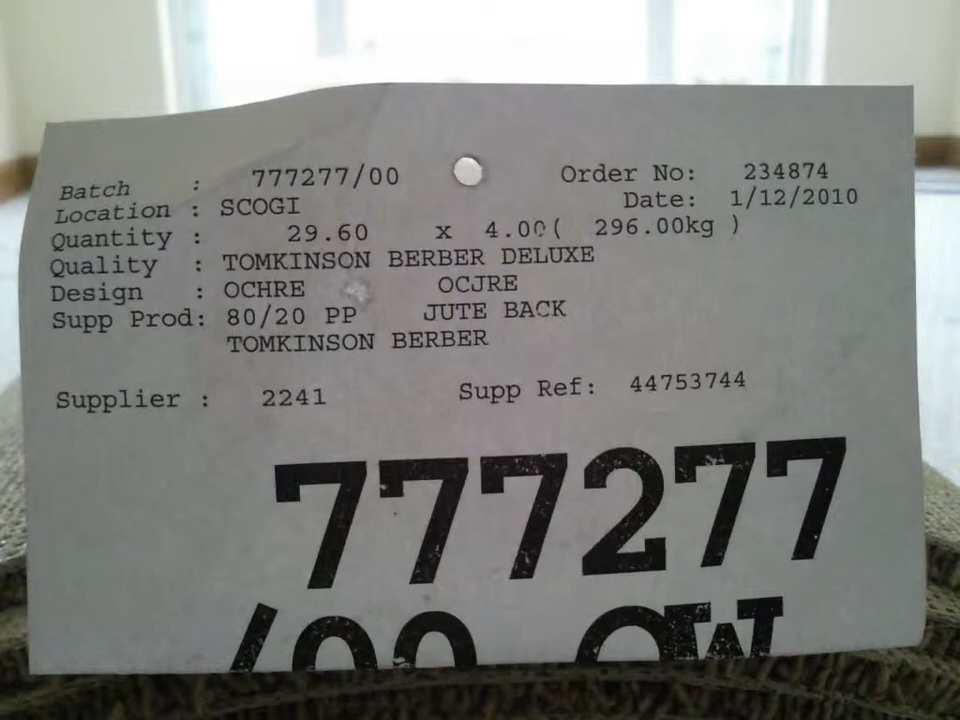 Batch : 777277/00 Order No: 234874
Location : SCOGI Date: 1/12/2010
Quantity : 29.60 x 4.00( 296.00kg )
Quality : TOMKINSON BERBER DELUXE
Design : OCHRE OCJRE
Supp Prod: 80/20 PP JUTE BACK
TOMKINSON BERBER
Supplier : 2241 Supp Ref: 44753744
777277
/00 OW